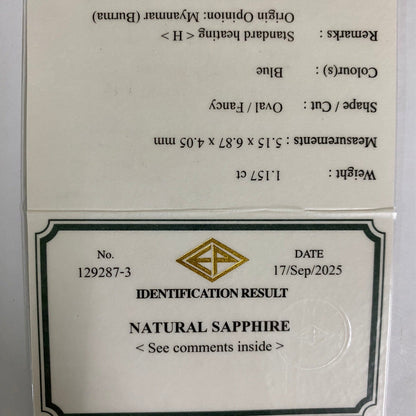 Weight : 1.157 ct
Measurements : 5.15 x 6.87 x 4.05 mm
Shape / Cut : Oval / Fancy
Colour(s) : Blue
Remarks : Standard heating < H >
Origin Opinion: Myanmar (Burma)
No. DATE
129287-3 17/Sep/2025
IDENTIFICATION RESULT
NATURAL SAPPHIRE
< See comments inside >